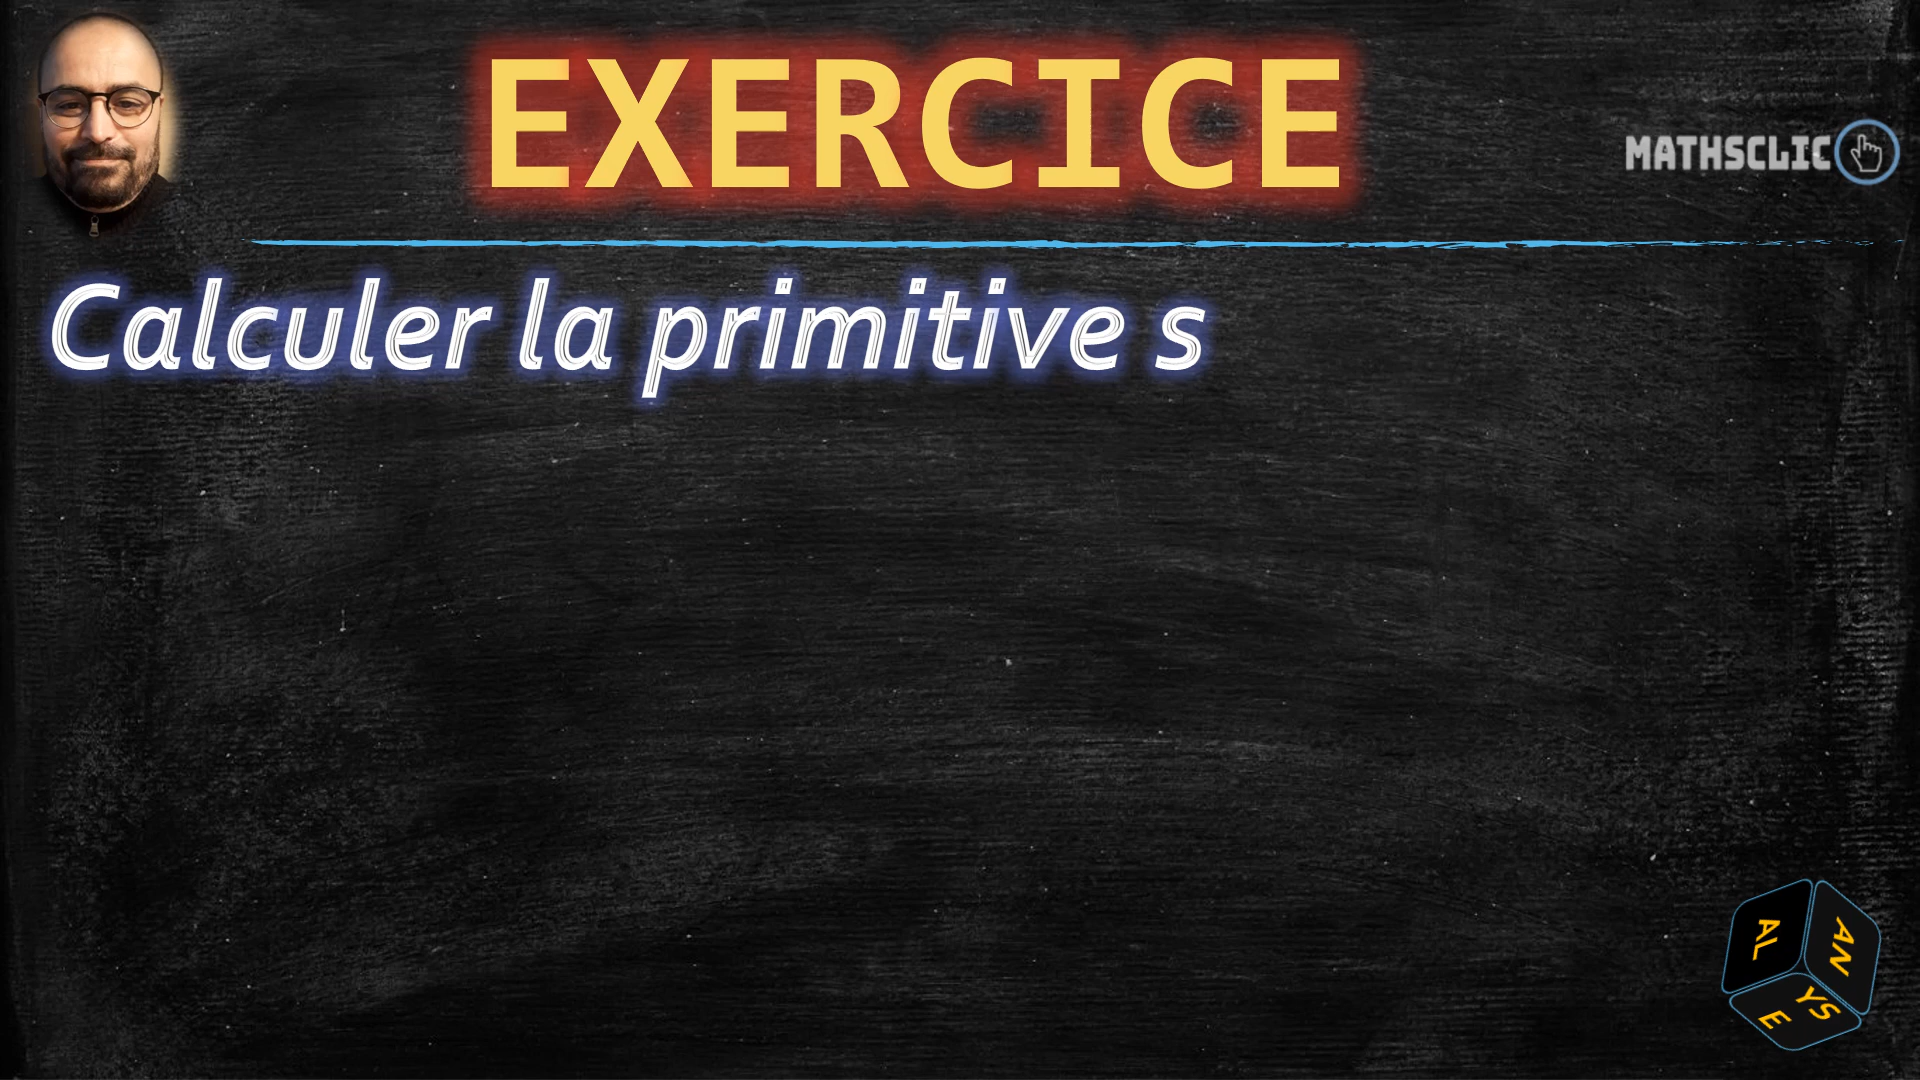 EXERCICE
MATHSCLIC
Calculer la primitive s
AL
AN
YS
E